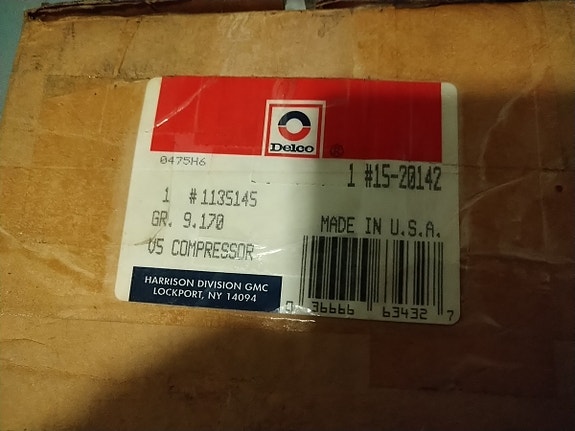 Delco
®
0475H6
1 #15-20142
1 #1135145
GR. 9.170
MADE IN U.S.A.
V5 COMPRESSOR
HARRISON DIVISION GMC
LOCKPORT, NY 14094
0 36666 63432 7